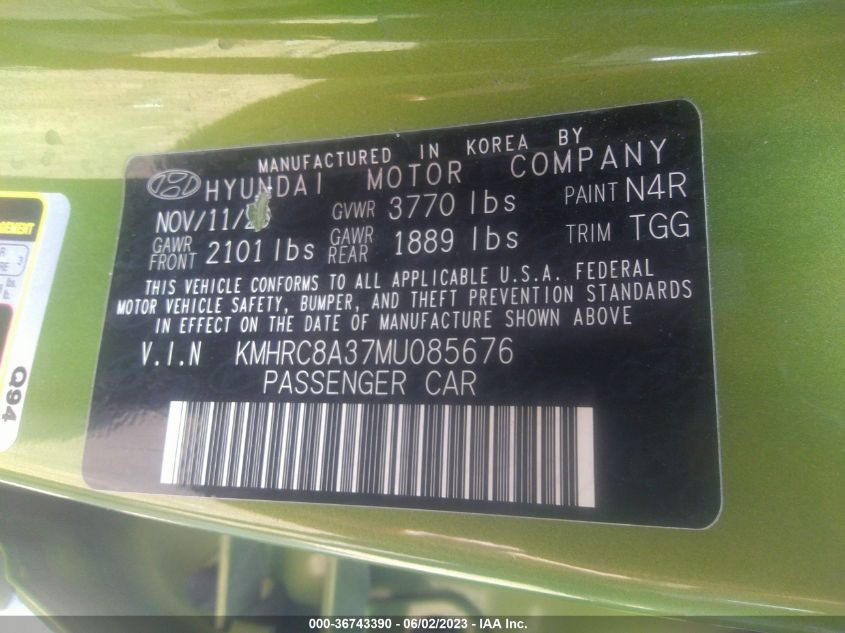 MANUFACTURED IN KOREA BY
HYUNDAI MOTOR COMPANY
NOV/11/ GVWR 3770 lbs PAINT N4R
GAWR FRONT 2101 lbs GAWR REAR 1889 lbs TRIM TGG
THIS VEHICLE CONFORMS TO ALL APPLICABLE U.S.A. FEDERAL
MOTOR VEHICLE SAFETY, BUMPER, AND THEFT PREVENTION STANDARDS
IN EFFECT ON THE DATE OF MANUFACTURE SHOWN ABOVE
V.I.N KMHRC8A37MU085676
PASSENGER CAR
Q94
000-36743390 - 06/02/2023 - IAA Inc.